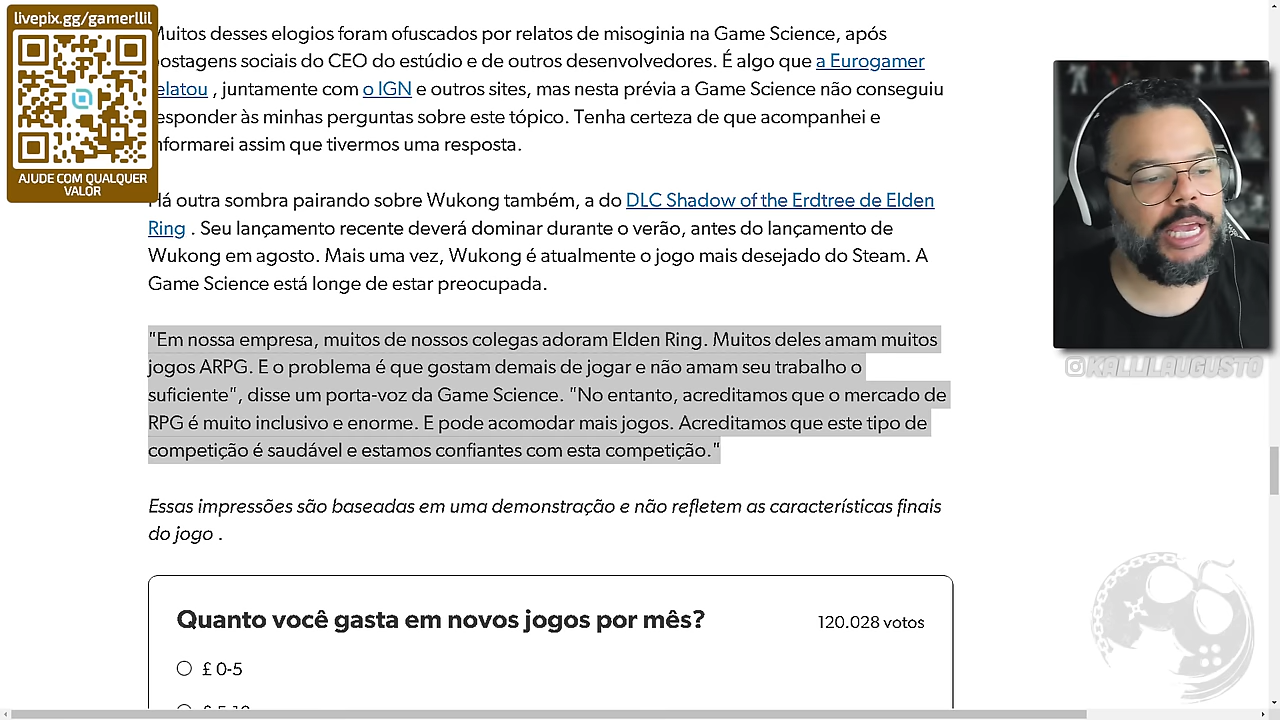 livepix.gg/gamerllil
AJUDE COM QUALQUER
VALOR
Muitos desses elogios foram ofuscados por relatos de misoginia na Game Science, após
postagens sociais do CEO do estúdio e de outros desenvolvedores. É algo que a Eurogamer
relatou , juntamente com o IGN e outros sites, mas nesta prévia a Game Science não conseguiu
responder às minhas perguntas sobre este tópico. Tenha certeza de que acompanhei e
informarei assim que tivermos uma resposta.
Há outra sombra pairando sobre Wukong também, a do DLC Shadow of the Erdtree de Elden
Ring . Seu lançamento recente deverá dominar durante o verão, antes do lançamento de
Wukong em agosto. Mais uma vez, Wukong é atualmente o jogo mais desejado do Steam. A
Game Science está longe de estar preocupada.
"Em nossa empresa, muitos de nossos colegas adoram Elden Ring. Muitos deles amam muitos
jogos ARPG. E o problema é que gostam demais de jogar e não amam seu trabalho o
suficiente", disse um porta-voz da Game Science. "No entanto, acreditamos que o mercado de
RPG é muito inclusivo e enorme. E pode acomodar mais jogos. Acreditamos que este tipo de
competição é saudável e estamos confiantes com esta competição."
Essas impressões são baseadas em uma demonstração e não refletem as características finais
do jogo .
Quanto você gasta em novos jogos por mês?
120.028 votos
£ 0-5
KALLILAUGUSTO